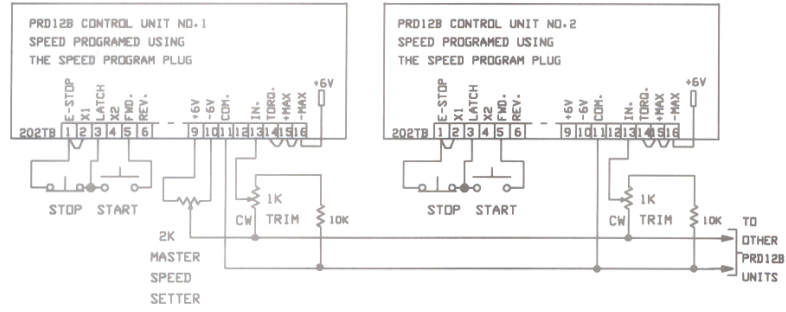 PRD12B CONTROL UNIT NO.1
SPEED PROGRAMED USING
THE SPEED PROGRAM PLUG
+6V
E-STOP X1 LATCH X2 FWD. REV. +6V -6V COM. IN. TORQ. +MAX -MAX
202TB 1 2 3 4 5 6 9 10 11 12 13 14 15 16
STOP START
1K
CW TRIM 10K
2K
MASTER
SPEED
SETTER
PRD12B CONTROL UNIT NO.2
SPEED PROGRAMED USING
THE SPEED PROGRAM PLUG
+6V
E-STOP X1 LATCH X2 FWD. REV. +6V -6V COM. IN. TORQ. +MAX -MAX
202TB 1 2 3 4 5 6 9 10 11 12 13 14 15 16
STOP START
1K
CW TRIM 10K
TO
OTHER
PRD12B
UNITS